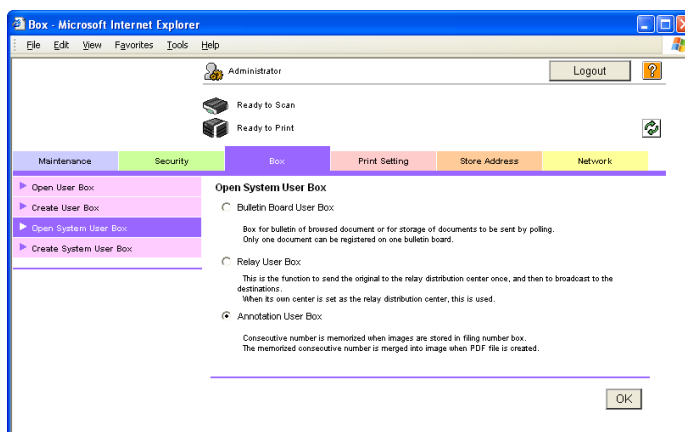 Box - Microsoft Internet Explorer
File Edit View Favorites Tools Help
Administrator
Logout
?
Ready to Scan
Ready to Print
Maintenance Security Box Print Setting Store Address Network
Open User Box
Create User Box
Open System User Box
Create System User Box
Open System User Box
Bulletin Board User Box
Box for bulletin of browsed document or for storage of documents to be sent by polling.
Only one document can be registered on one bulletin board.
Relay User Box
This is the function to send the original to the relay distribution center once, and then to broadcast to the
destinations.
When its own center is set as the relay distribution center, this is used.
Annotation User Box
Consecutive number is memorized when images are stored in filing number box.
The memorized consecutive number is merged into image when PDF file is created.
OK